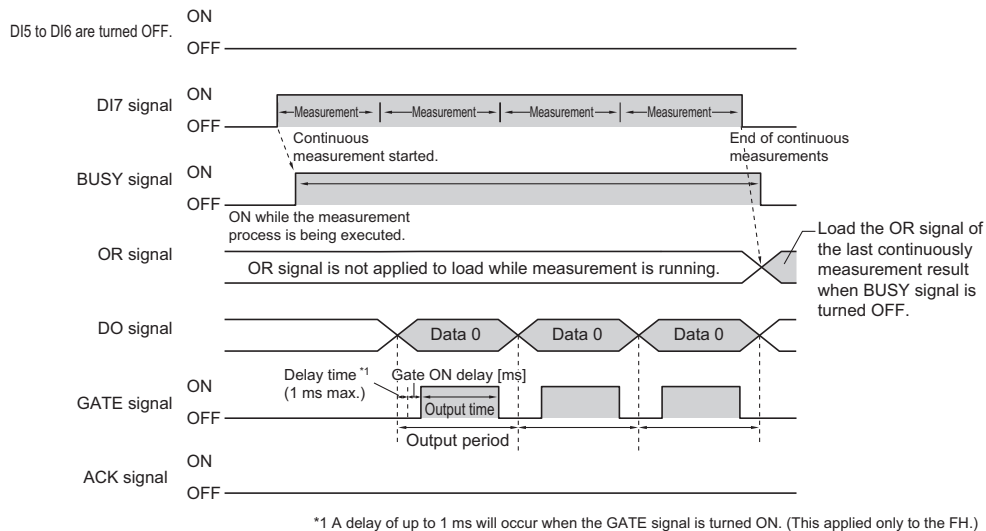 ON
DI5 to DI6 are turned OFF.
OFF
DI7 signal
ON
OFF
Measurement
Measurement
Measurement
Measurement
Continuous
measurement started.
End of continuous
measurements
BUSY signal
ON
OFF
ON while the measurement
process is being executed.
OR signal
OR signal is not applied to load while measurement is running.
Load the OR signal of
the last continuously
measurement result
when BUSY signal is
turned OFF.
DO signal
Data 0
Data 0
Data 0
Delay time *1
(1 ms max.)
Gate ON delay [ms]
GATE signal
ON
OFF
Output time
Output period
ACK signal
ON
OFF
*1 A delay of up to 1 ms will occur when the GATE signal is turned ON. (This applied only to the FH.)